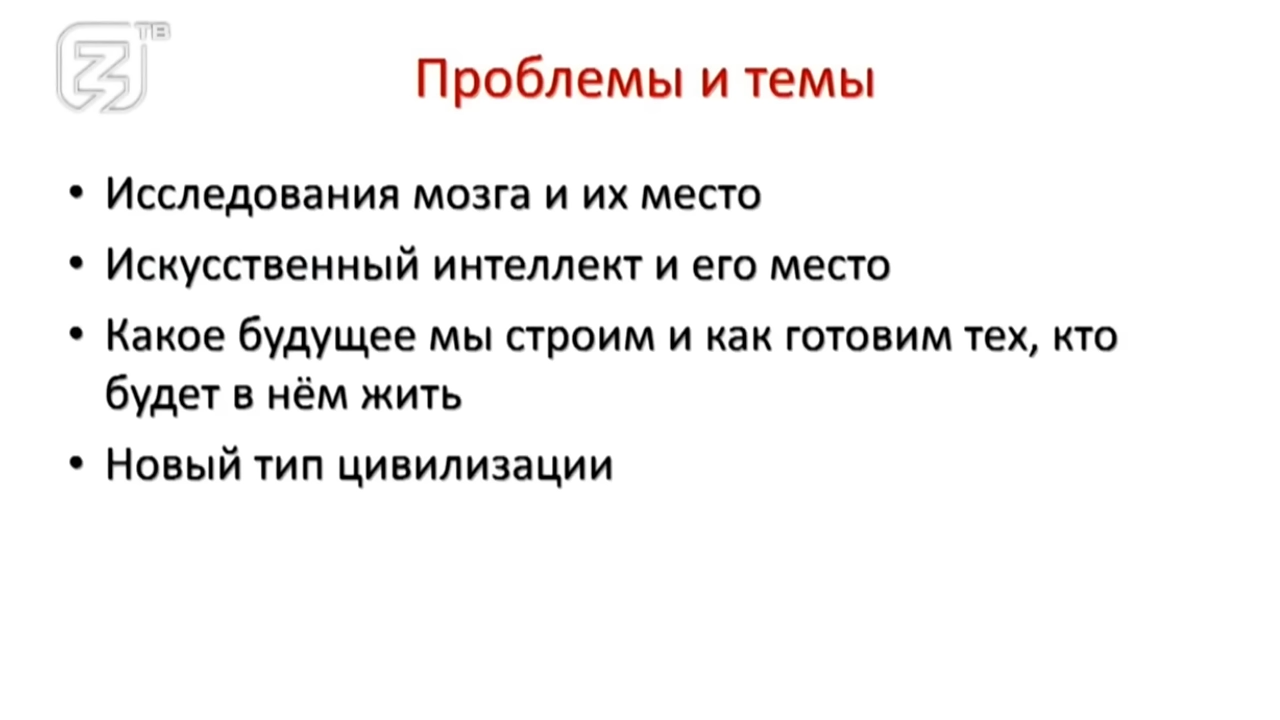 ТВ
Проблемы и темы
• Исследования мозга и их место
• Искусственный интеллект и его место
• Какое будущее мы строим и как готовим тех, кто
будет в нём жить
• Новый тип цивилизации